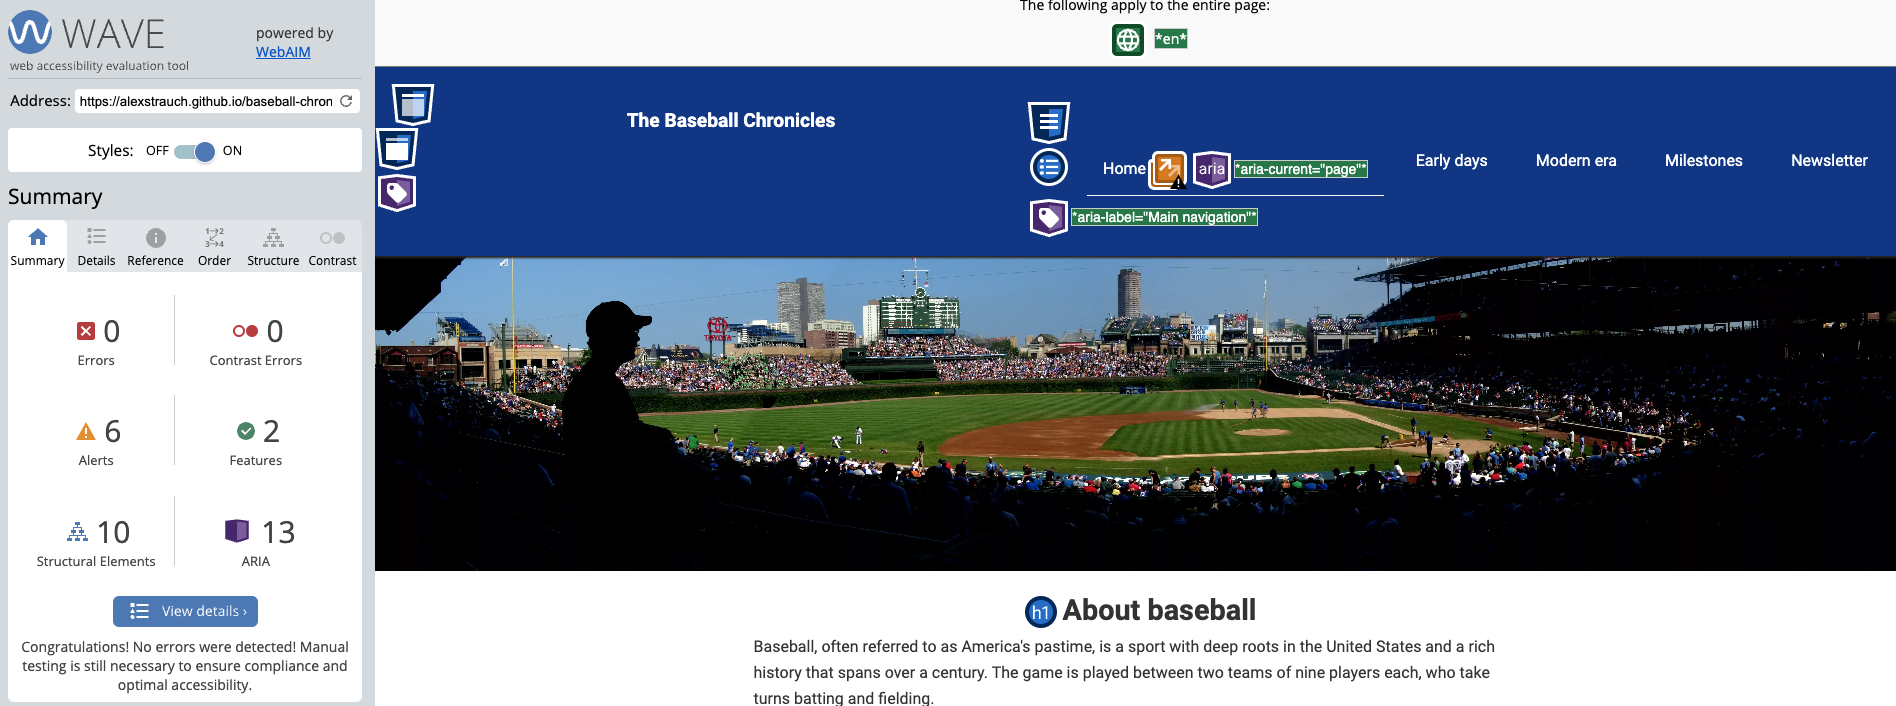 WAVE
web accessibility evaluation tool
powered by
WebAIM
Address: https://alexstrauch.github.io/baseball-chron
Styles: OFF ON
Summary
Summary Details Reference Order Structure Contrast
0
Errors
0
Contrast Errors
6
Alerts
2
Features
10
Structural Elements
13
ARIA
View details ›
Congratulations! No errors were detected! Manual
testing is still necessary to ensure compliance and
optimal accessibility.
The following apply to the entire page:
*en*
The Baseball Chronicles
Home aria *aria-current="page"*
Early days Modern era Milestones Newsletter
*aria-label="Main navigation"*
TOYOTA
h1 About baseball
Baseball, often referred to as America's pastime, is a sport with deep roots in the United States and a rich
history that spans over a century. The game is played between two teams of nine players each, who take
turns batting and fielding.